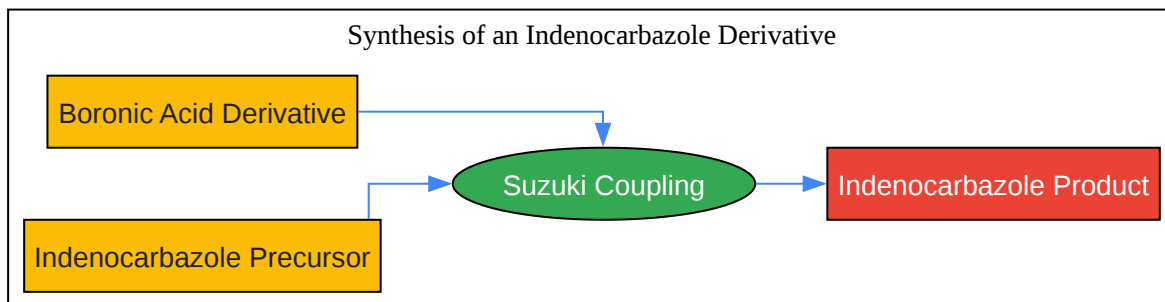 Synthesis of an Indenocarbazole Derivative
Boronic Acid Derivative
Suzuki Coupling
Indenocarbazole Product
Indenocarbazole Precursor